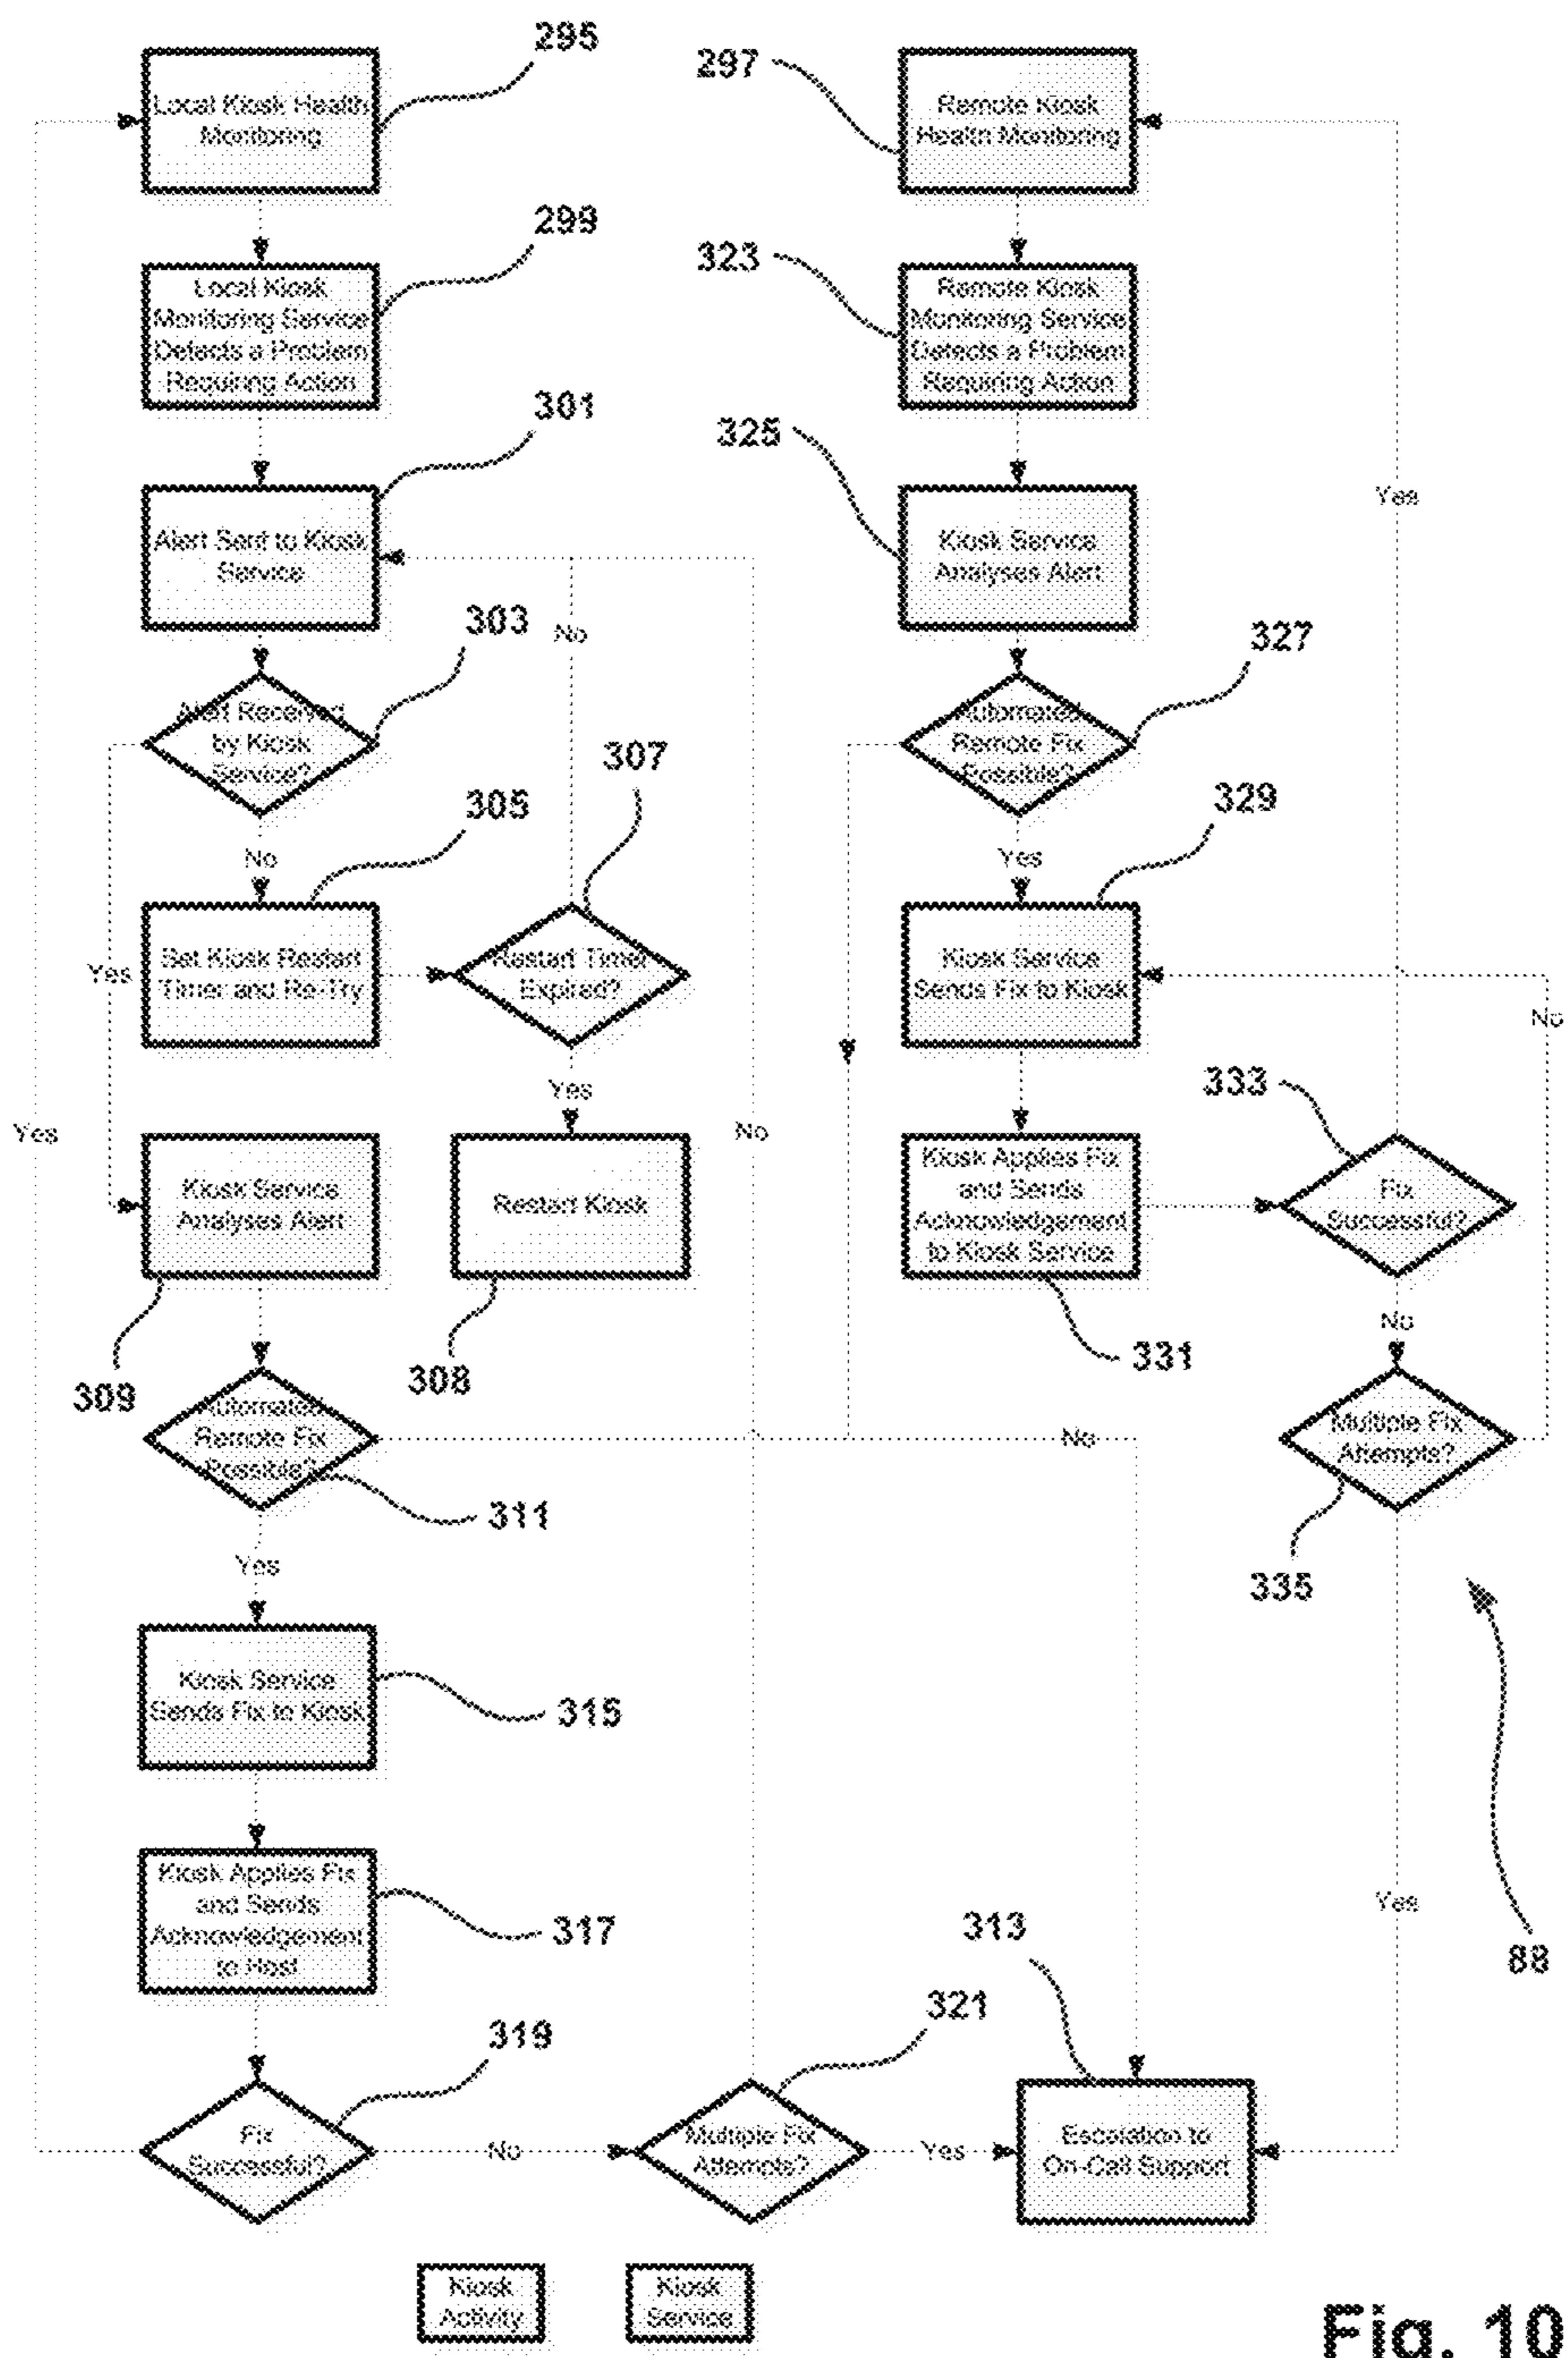 295
297
Local Kiosk Health
Monitoring
Remote Kiosk
Health Monitoring
299
323
Local Kiosk
Monitoring Service
Detects a Problem
Requiring Action
Remote Kiosk
Monitoring Service
Detects a Problem
Requiring Action
301
325
Yes
Alert Sent to Kiosk
Service
Kiosk Service
Analyses Alert
303
No
327
Alert Received
by Kiosk
Service?
Automated
Remote Fix
Possible?
307
305
329
No
Yes
Set Kiosk Restart
Timer and Re-Try
Restart Timer
Expired?
Kiosk Service
Sends Fix to Kiosk
Yes
No
Yes
333
Yes
No
Kiosk Service
Analyses Alert
Restart Kiosk
Kiosk Applies Fix
and Sends
Acknowledgement
to Kiosk Service
Fix
Successful?
No
331
309
308
Automated
Remote Fix
Possible?
No
Multiple Fix
Attempts?
311
Yes
335
Kiosk Service
Sends Fix to Kiosk
315
Kiosk Applies Fix
and Sends
Acknowledgement
to Host
317
313
Yes
88
321
319
Fix
Successful?
No
Multiple Fix
Attempts?
Yes
Escalation to
On-Call Support
Kiosk
Activity
Kiosk
Service
Fig. 10